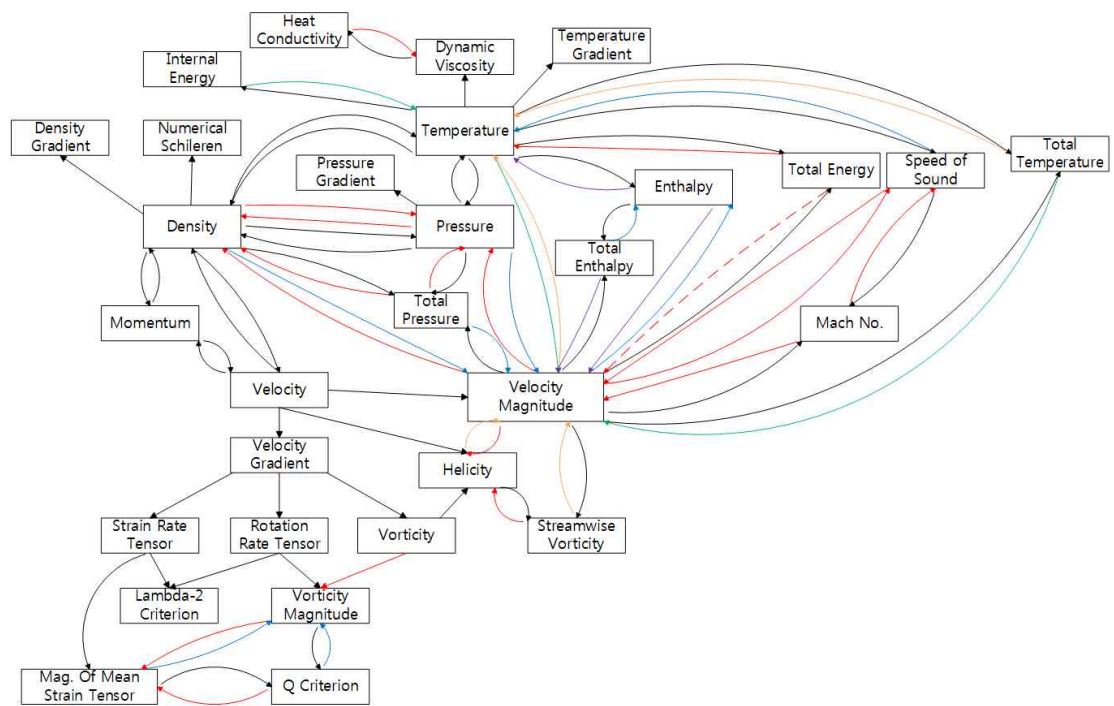 Heat
Conductivity
Dynamic
Viscosity
Temperature
Gradient
Internal
Energy
Temperature
Density
Gradient
Numerical
Schileren
Pressure
Gradient
Total Energy
Speed of
Sound
Total
Temperature
Enthalpy
Density
Pressure
Total
Enthalpy
Momentum
Total
Pressure
Mach No.
Velocity
Velocity
Magnitude
Velocity
Gradient
Helicity
Strain Rate
Tensor
Rotation
Rate Tensor
Vorticity
Streamwise
Vorticity
Lambda-2
Criterion
Vorticity
Magnitude
Mag. Of Mean
Strain Tensor
Q Criterion